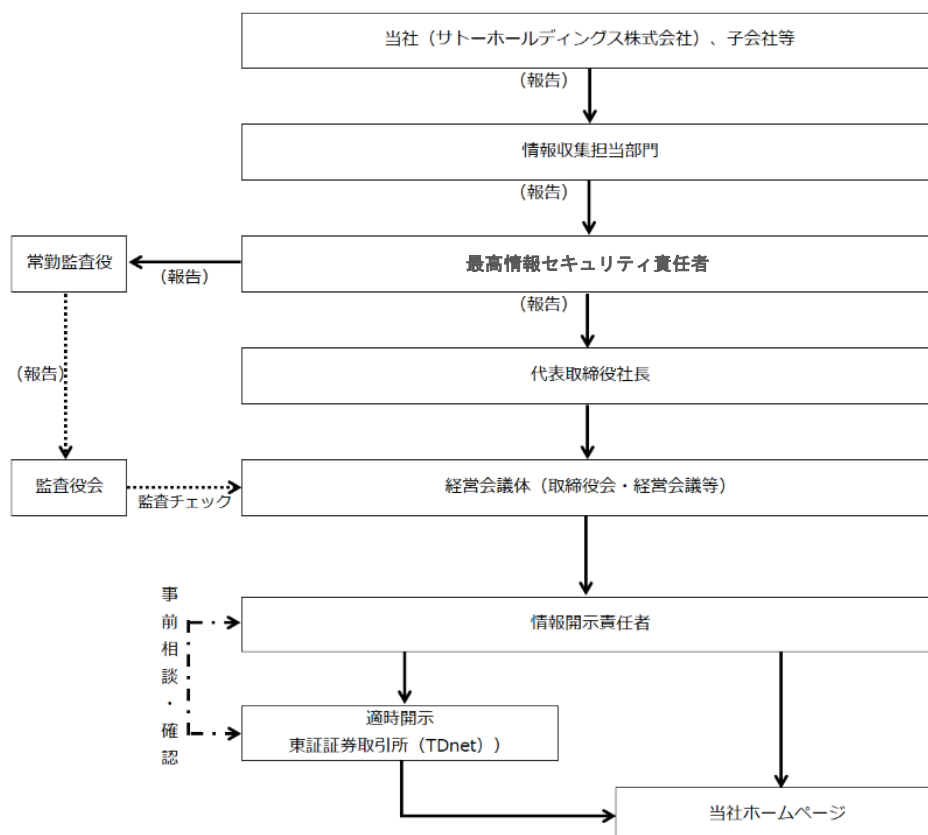 当社（サトーホールディングス株式会社）、子会社等
（報告）
情報収集担当部門
（報告）
常勤監査役
（報告）
最高情報セキュリティ責任者
（報告）
代表取締役社長
（報告）
監査役会
監査チェック
経営会議体（取締役会・経営会議等）
事前相談・確認
情報開示責任者
適時開示
東証証券取引所（TDnet））
当社ホームページ